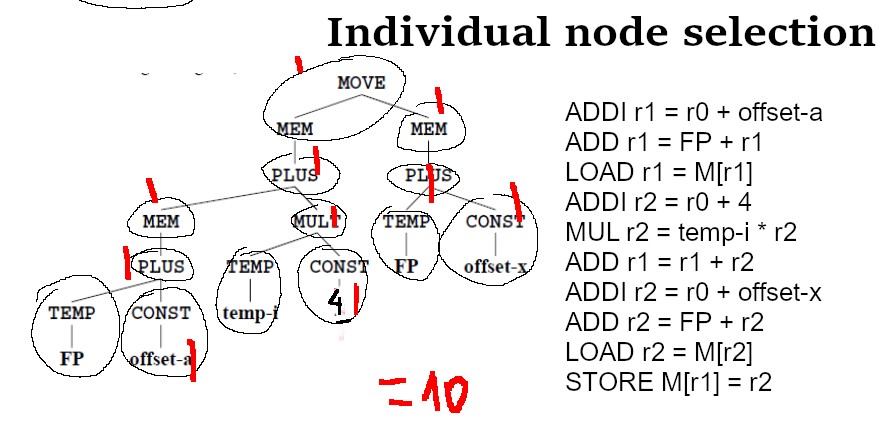 Individual node selection
MOVE
MEM MEM
PLUS PLUS
MEM MULT TEMP CONST
PLUS TEMP CONST FP offset-x
TEMP CONST temp-i 4
FP offset-a
=10
ADDI r1 = r0 + offset-a
ADD r1 = FP + r1
LOAD r1 = M[r1]
ADDI r2 = r0 + 4
MUL r2 = temp-i * r2
ADD r1 = r1 + r2
ADDI r2 = r0 + offset-x
ADD r2 = FP + r2
LOAD r2 = M[r2]
STORE M[r1] = r2